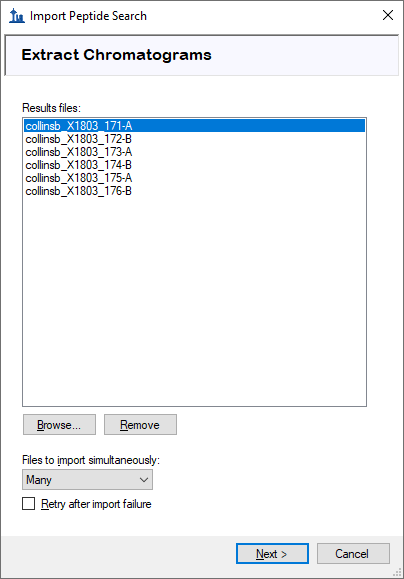 Import Peptide Search
Extract Chromatograms
Results files:
collinsb_X1803_171-A
collinsb_X1803_172-B
collinsb_X1803_173-A
collinsb_X1803_174-B
collinsb_X1803_175-A
collinsb_X1803_176-B
Browse... Remove
Files to import simultaneously:
Many
Retry after import failure
Next > Cancel